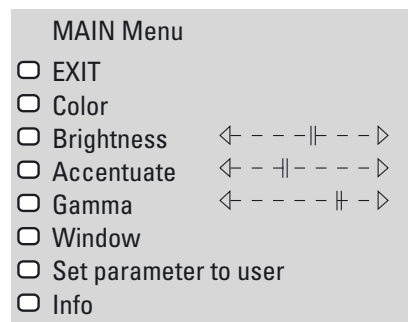 MAIN Menu
EXIT
Color
Brightness
Accentuate
Gamma
Window
Set parameter to user
Info